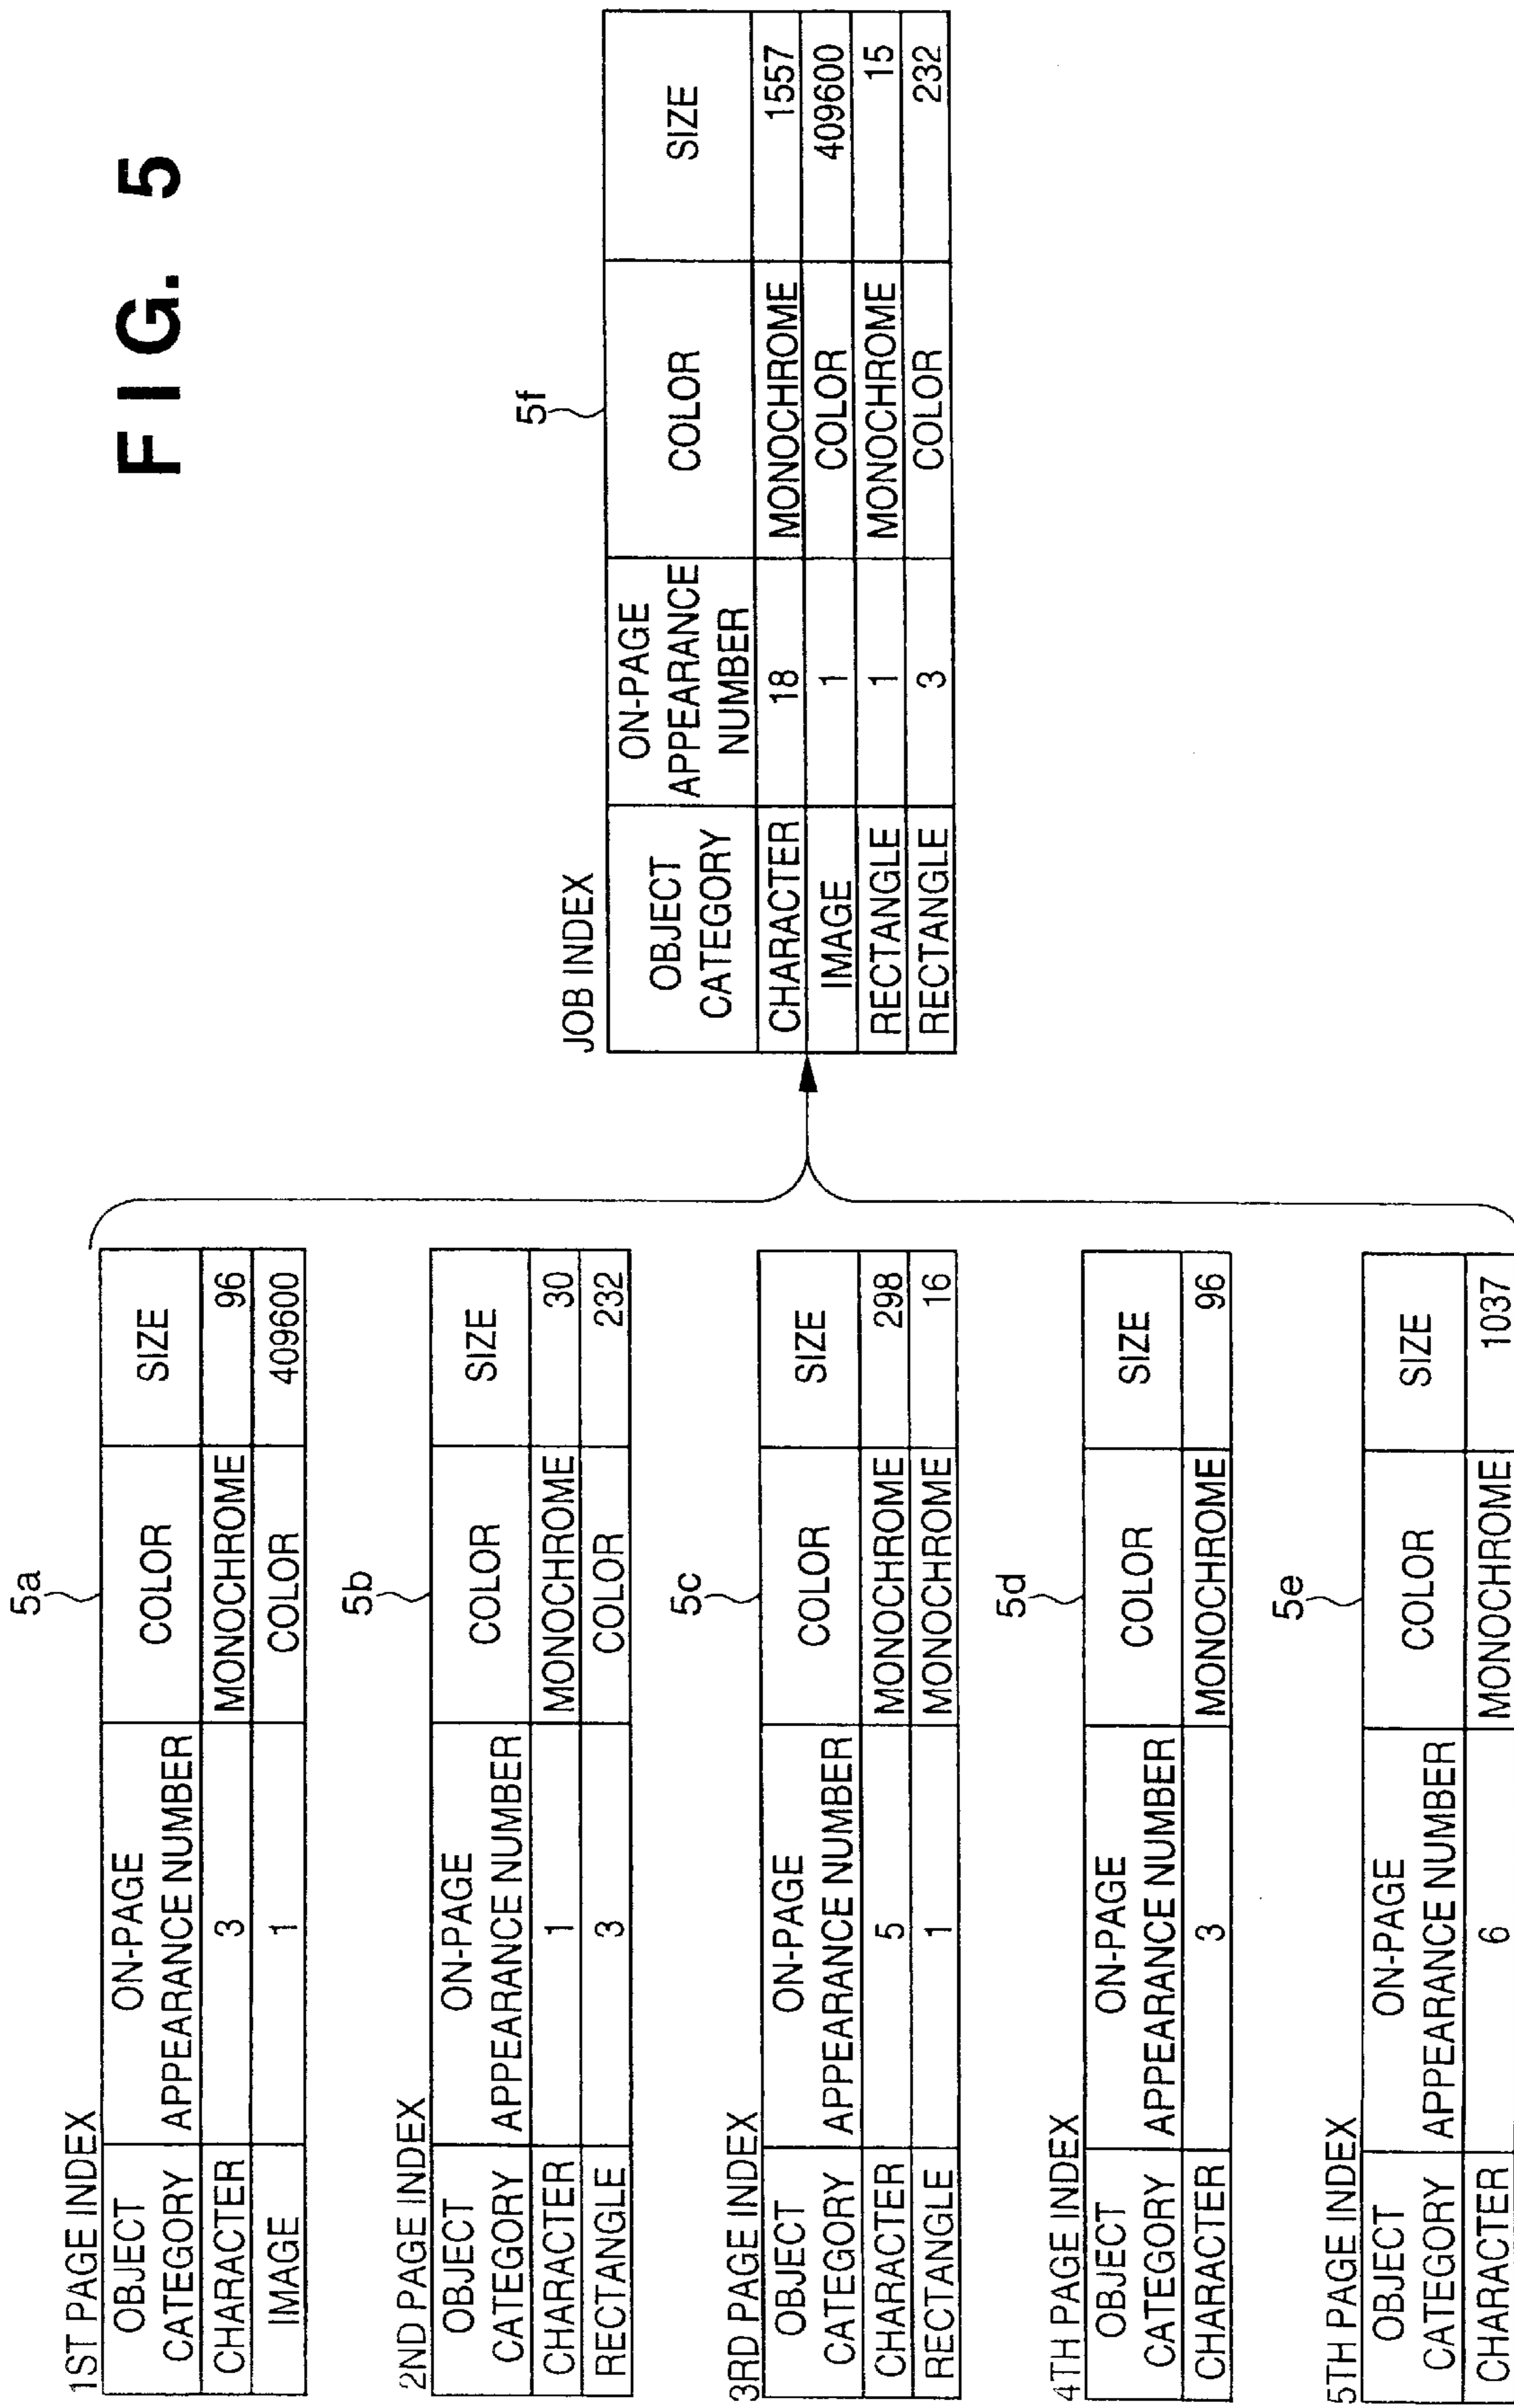 FIG. 5
5a
1ST PAGE INDEX
OBJECT CATEGORY ON-PAGE APPEARANCE NUMBER COLOR SIZE
CHARACTER 3 MONOCHROME 96
IMAGE 1 COLOR 409600
5b
2ND PAGE INDEX
OBJECT CATEGORY ON-PAGE APPEARANCE NUMBER COLOR SIZE
CHARACTER 1 MONOCHROME 30
RECTANGLE 3 COLOR 232
5c
3RD PAGE INDEX
OBJECT CATEGORY ON-PAGE APPEARANCE NUMBER COLOR SIZE
CHARACTER 5 MONOCHROME 298
RECTANGLE 1 MONOCHROME 16
5d
4TH PAGE INDEX
OBJECT CATEGORY ON-PAGE APPEARANCE NUMBER COLOR SIZE
CHARACTER 3 MONOCHROME 96
5e
5TH PAGE INDEX
OBJECT CATEGORY ON-PAGE APPEARANCE NUMBER COLOR SIZE
CHARACTER 6 MONOCHROME 1037
5f
JOB INDEX
OBJECT CATEGORY ON-PAGE APPEARANCE NUMBER COLOR SIZE
CHARACTER 18 MONOCHROME 1557
IMAGE 1 COLOR 409600
RECTANGLE 1 MONOCHROME 15
RECTANGLE 3 COLOR 232